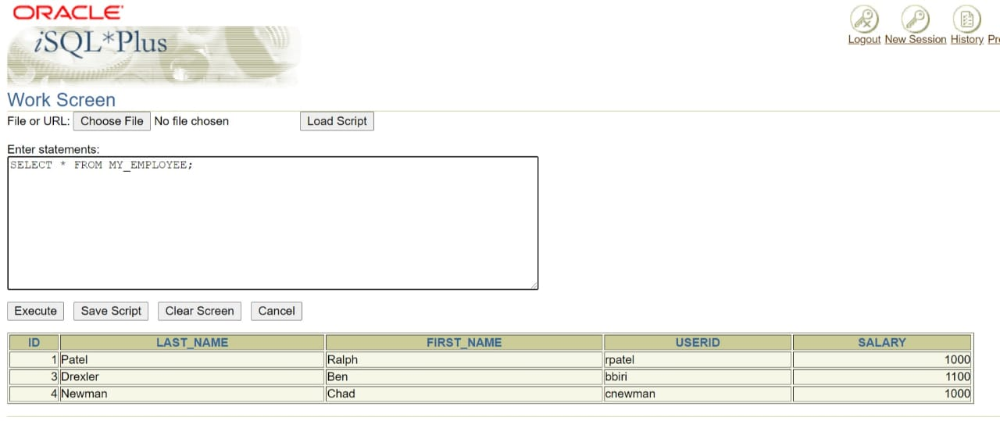 ORACLE
iSQL*Plus
Logout New Session History
Work Screen
File or URL: Choose File No file chosen Load Script
Enter statements:
SELECT * FROM MY_EMPLOYEE;
Execute Save Script Clear Screen Cancel
ID LAST_NAME FIRST_NAME USERID SALARY
1 Patel Ralph rpatel 1000
3 Drexler Ben bbiri 1100
4 Newman Chad cnewman 1000